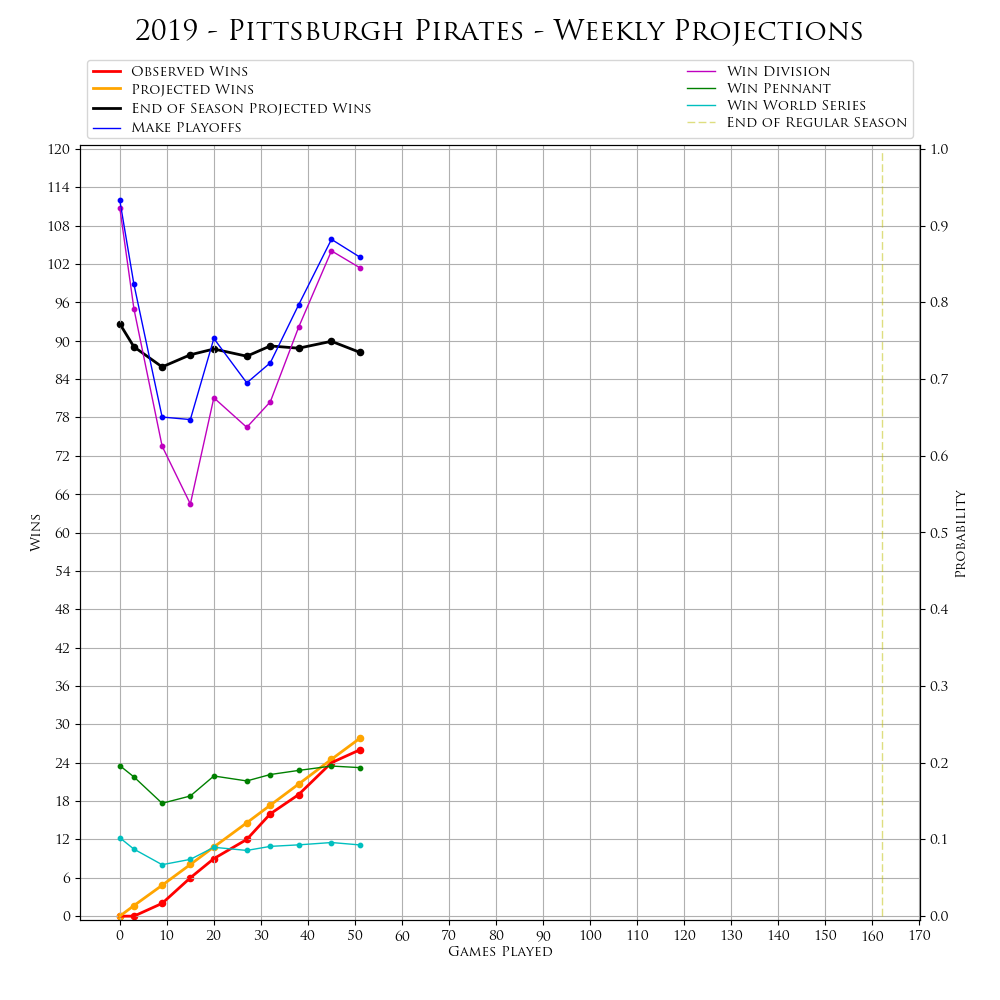 2019 - Pittsburgh Pirates - Weekly Projections
Observed Wins
Projected Wins
End of Season Projected Wins
Make Playoffs
Win Division
Win Pennant
Win World Series
End of Regular Season
120
114
108
102
96
90
84
78
72
66
60
54
48
42
36
30
24
18
12
6
0
Wins
1.0
0.9
0.8
0.7
0.6
0.5
0.4
0.3
0.2
0.1
0.0
Probability
0 10 20 30 40 50 60 70 80 90 100 110 120 130 140 150 160 170
Games Played